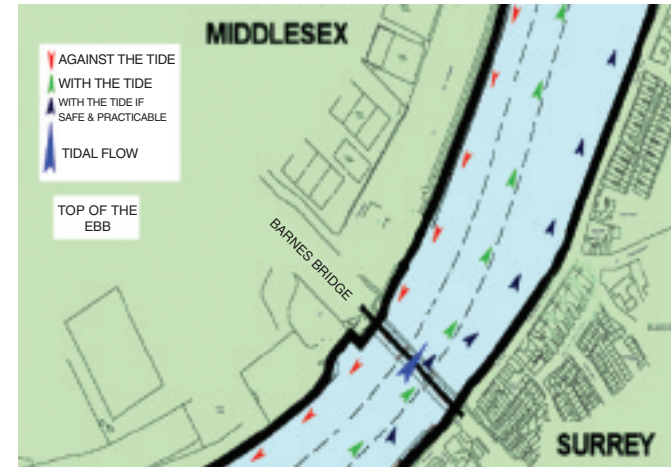 MIDDLESEX
AGAINST THE TIDE
WITH THE TIDE
WITH THE TIDE IF
SAFE & PRACTICABLE
TIDAL FLOW
TOP OF THE
EBB
BARNES BRIDGE
SURREY